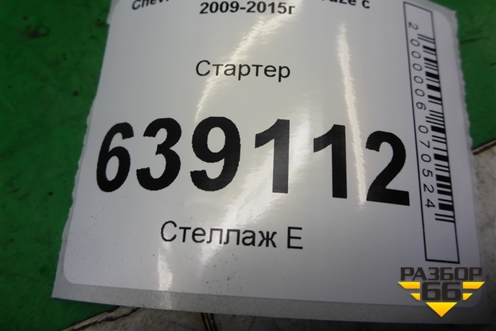 2009-2015г
Стартер
639112
Стеллаж Е
2000006070524
РАЗБОР
66